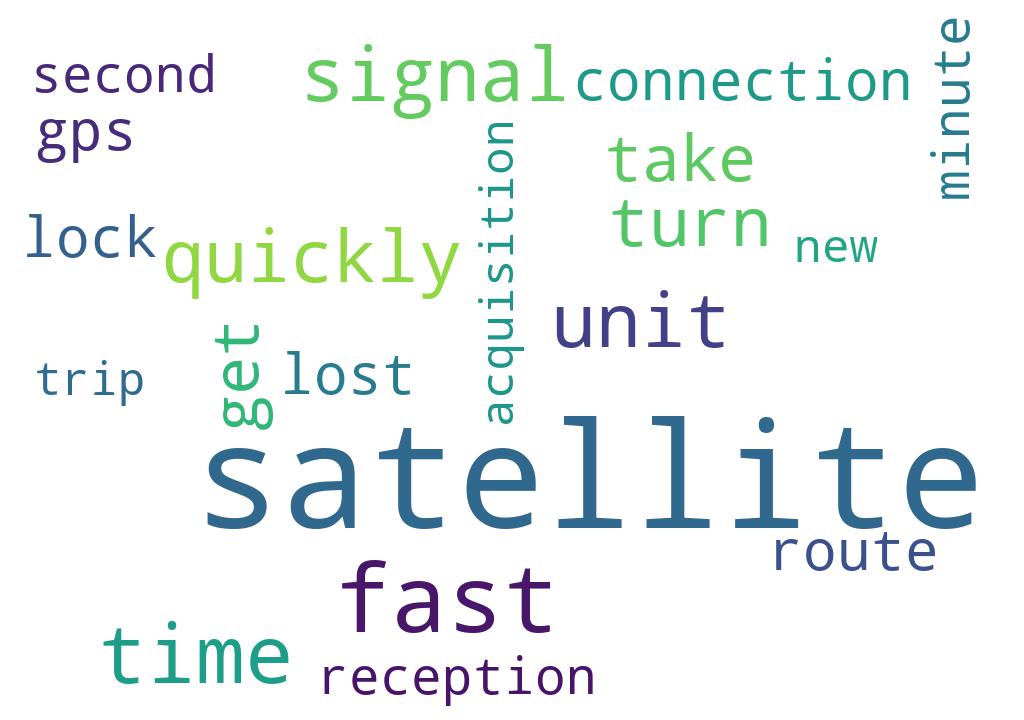 second
signal
connection
minute
gps
take
acquisition
turn
lock
quickly
new
unit
get
lost
trip
satellite
route
fast
time
reception